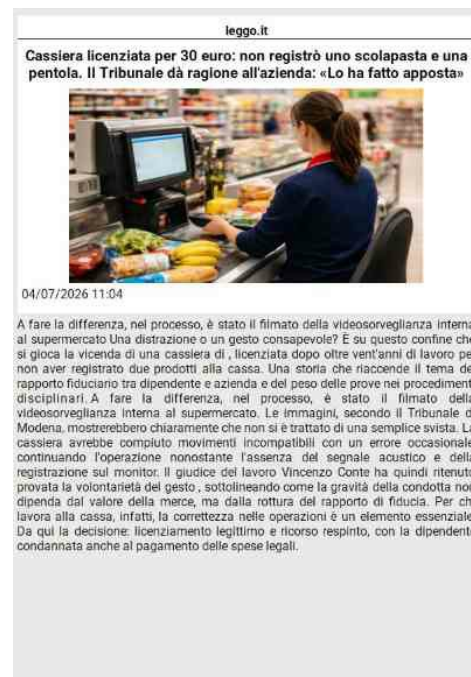 leggo.it
Cassiera licenziata per 30 euro: non registrò uno scolapasta e una
pentola. Il Tribunale dà ragione all'azienda: «Lo ha fatto apposta»
04/07/2026 11:04
A fare la differenza, nel processo, è stato il filmato della videosorveglianza interna
al supermercato Una distrazione o un gesto consapevole? È su questo confine che
si gioca la vicenda di una cassiera di , licenziata dopo oltre vent'anni di lavoro pe
non aver registrato due prodotti alla cassa. Una storia che riaccende il tema de
rapporto fiduciario tra dipendente e azienda e del peso delle prove nei procediment
disciplinari. A fare la differenza, nel processo, è stato il filmato della
videosorveglianza interna al supermercato. Le immagini, secondo il Tribunale d
Modena, mostrerebbero chiaramente che non si è trattato di una semplice svista. La
cassiera avrebbe compiuto movimenti incompatibili con un errore occasionale
continuando l'operazione nonostante l'assenza del segnale acustico e della
registrazione sul monitor. Il giudice del lavoro Vincenzo Conte ha quindi ritenuto
provata la volontarietà del gesto , sottolineando come la gravità della condotta non
dipenda dal valore della merce, ma dalla rottura del rapporto di fiducia. Per ch
lavora alla cassa, infatti, la correttezza nelle operazioni è un elemento essenziale
Da qui la decisione: licenziamento legittimo e ricorso respinto, con la dipendente
condannata anche al pagamento delle spese legali.